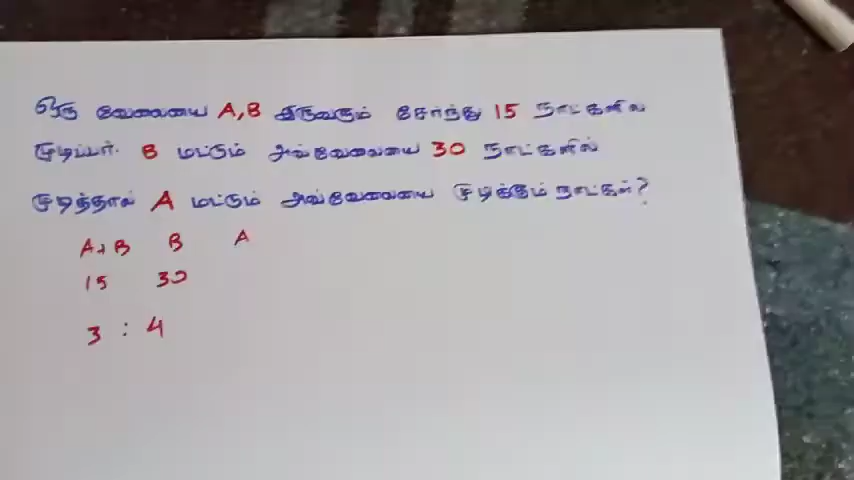 ஒரு வேலையை A,B இருவரும் சேர்ந்து 15 நாட்களில்
முடிப்பர். B மட்டும் அவ்வேலையை 30 நாட்களில்
முடித்தால் A மட்டும் அவ்வேலையை முடிக்கும் நாட்கள்?
A+B B A
15 30
3 : 4